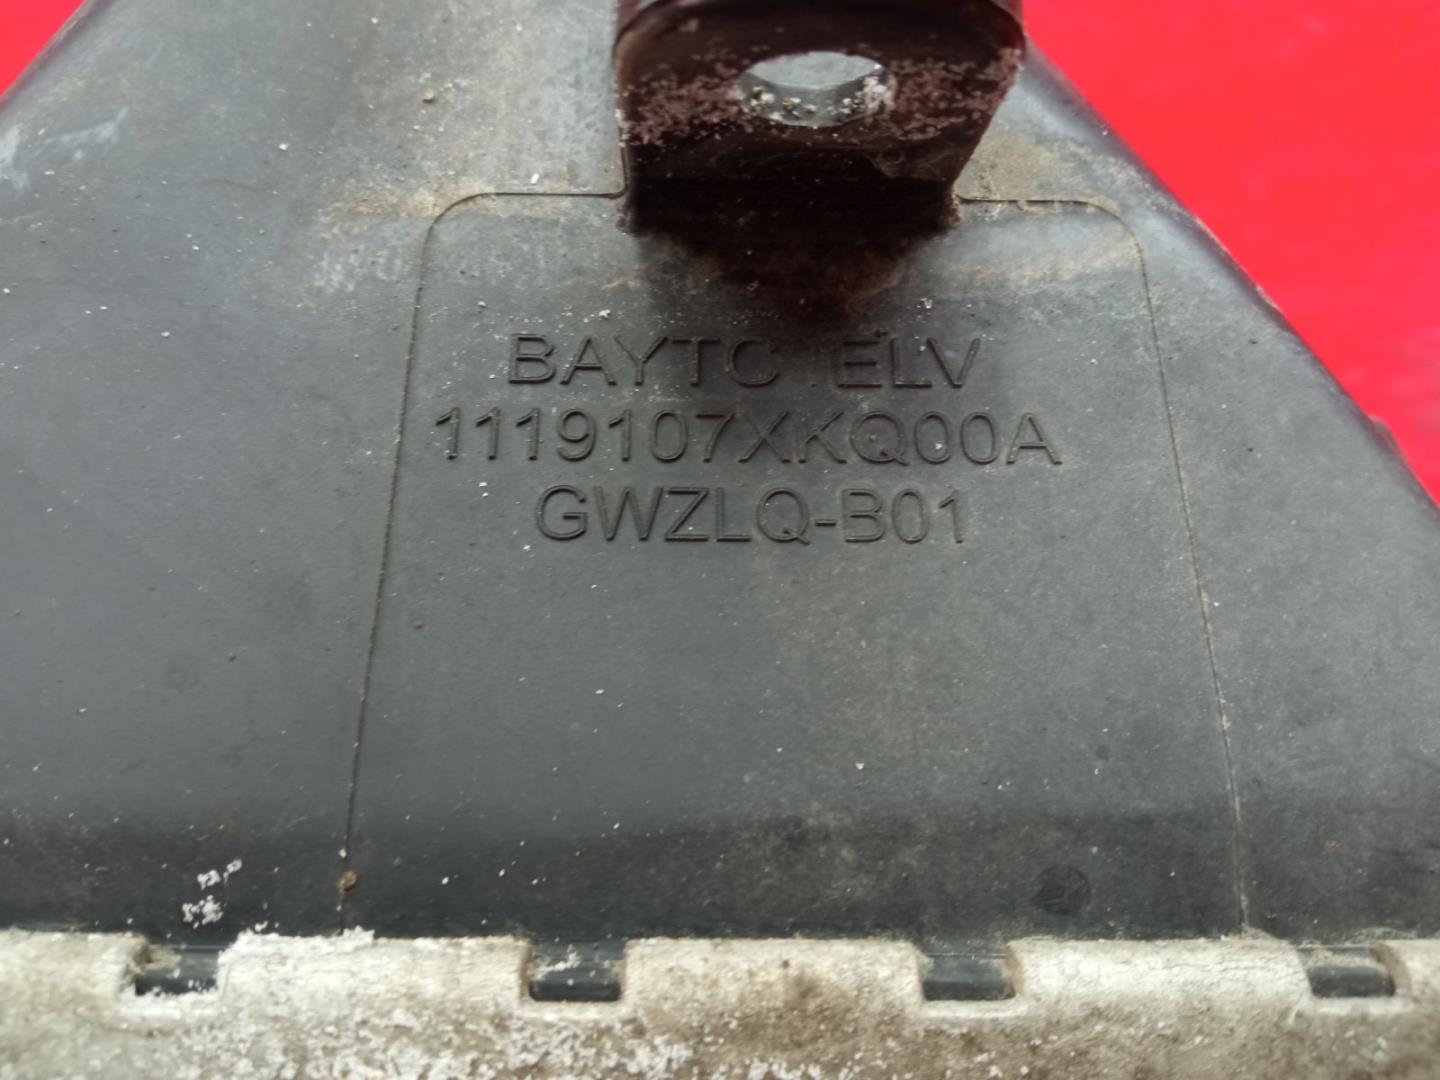 BAYTC ELV
1119107XKQ00A
GWZLQ-B01